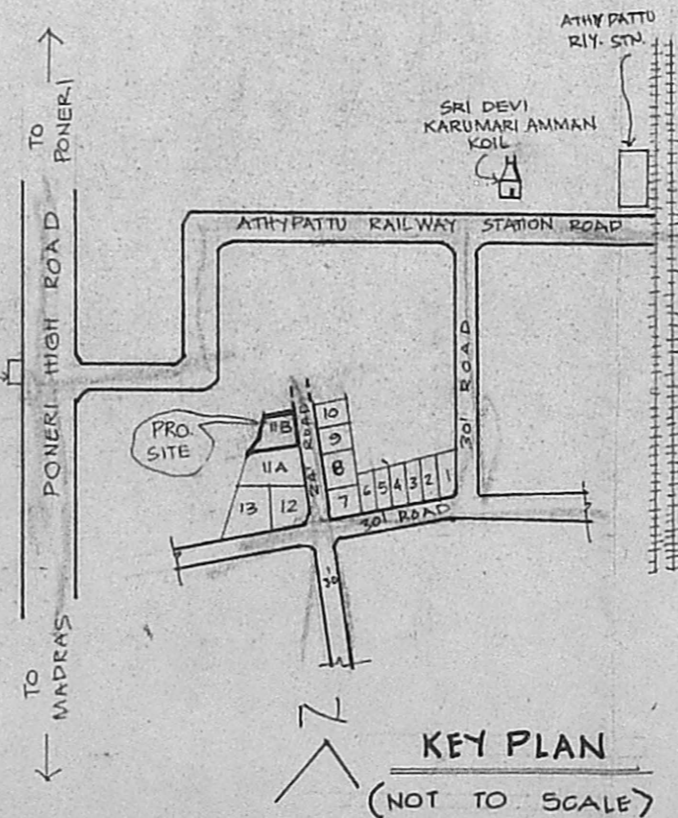 ATHYPATTU
RLY. STN.
SRI DEVI
KARUMARI AMMAN
KOIL
TO
PONERI
ATHYPATTU RAILWAY STATION ROAD
PONERI HIGH ROAD
30' ROAD
PRO.
SITE
11B
10
9
8
7
24' ROAD
11A
13
12
6
5
4
3
2
1
30' ROAD
30'
TO
MADRAS
N
KEY PLAN
(NOT TO SCALE)